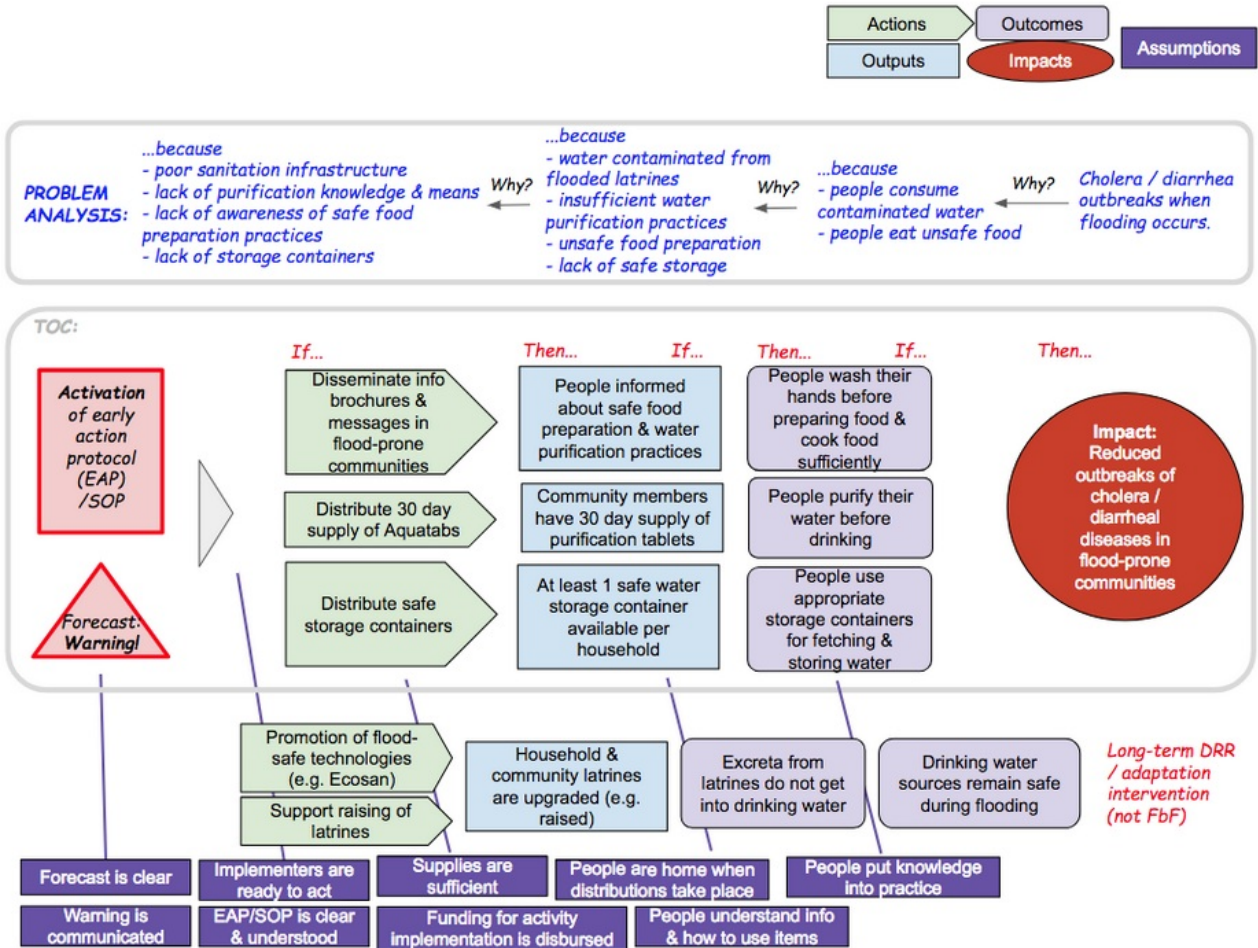 Actions
Outcomes
Outputs
Impacts
Assumptions
PROBLEM
ANALYSIS:
...because
- poor sanitation infrastructure
- lack of purification knowledge & means
- lack of awareness of safe food
preparation practices
- lack of storage containers
Why?
...because
- water contaminated from
flooded latrines
- insufficient water
purification practices
- unsafe food preparation
- lack of safe storage
Why?
...because
- people consume
contaminated water
- people eat unsafe food
Why?
Cholera / diarrhea
outbreaks when
flooding occurs.
TOC:
If...
Then...
If...
Then...
If...
Then...
Activation
of early
action
protocol
(EAP)
/SOP
Forecast:
Warning!
Disseminate info
brochures &
messages in
flood-prone
communities
People informed
about safe food
preparation & water
purification practices
People wash their
hands before
preparing food &
cook food
sufficiently
Distribute 30 day
supply of Aquatabs
Community members
have 30 day supply of
purification tablets
People purify their
water before
drinking
Distribute safe
storage containers
At least 1 safe water
storage container
available per
household
People use
appropriate
storage containers
for fetching &
storing water
Impact:
Reduced
outbreaks of
cholera /
diarrheal
diseases in
flood-prone
communities
Promotion of flood-
safe technologies
(e.g. Ecosan)
Support raising of
latrines
Household &
community latrines
are upgraded (e.g.
raised)
Excreta from
latrines do not get
into drinking water
Drinking water
sources remain safe
during flooding
Long-term DRR
/ adaptation
intervention
(not FbF)
Forecast is clear
Implementers are
ready to act
Supplies are
sufficient
People are home when
distributions take place
People put knowledge
into practice
Warning is
communicated
EAP/SOP is clear
& understood
Funding for activity
implementation is disbursed
People understand info
& how to use items